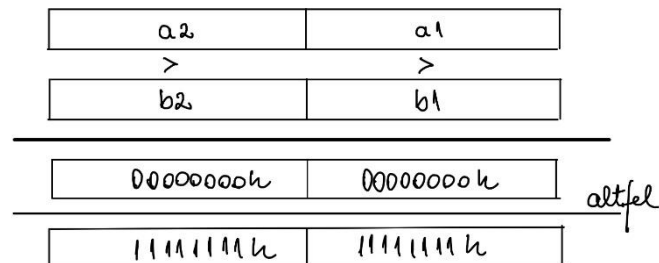 a2 a1
> >
b2 b1
00000000h 00000000h
altfel
11111111h 11111111h